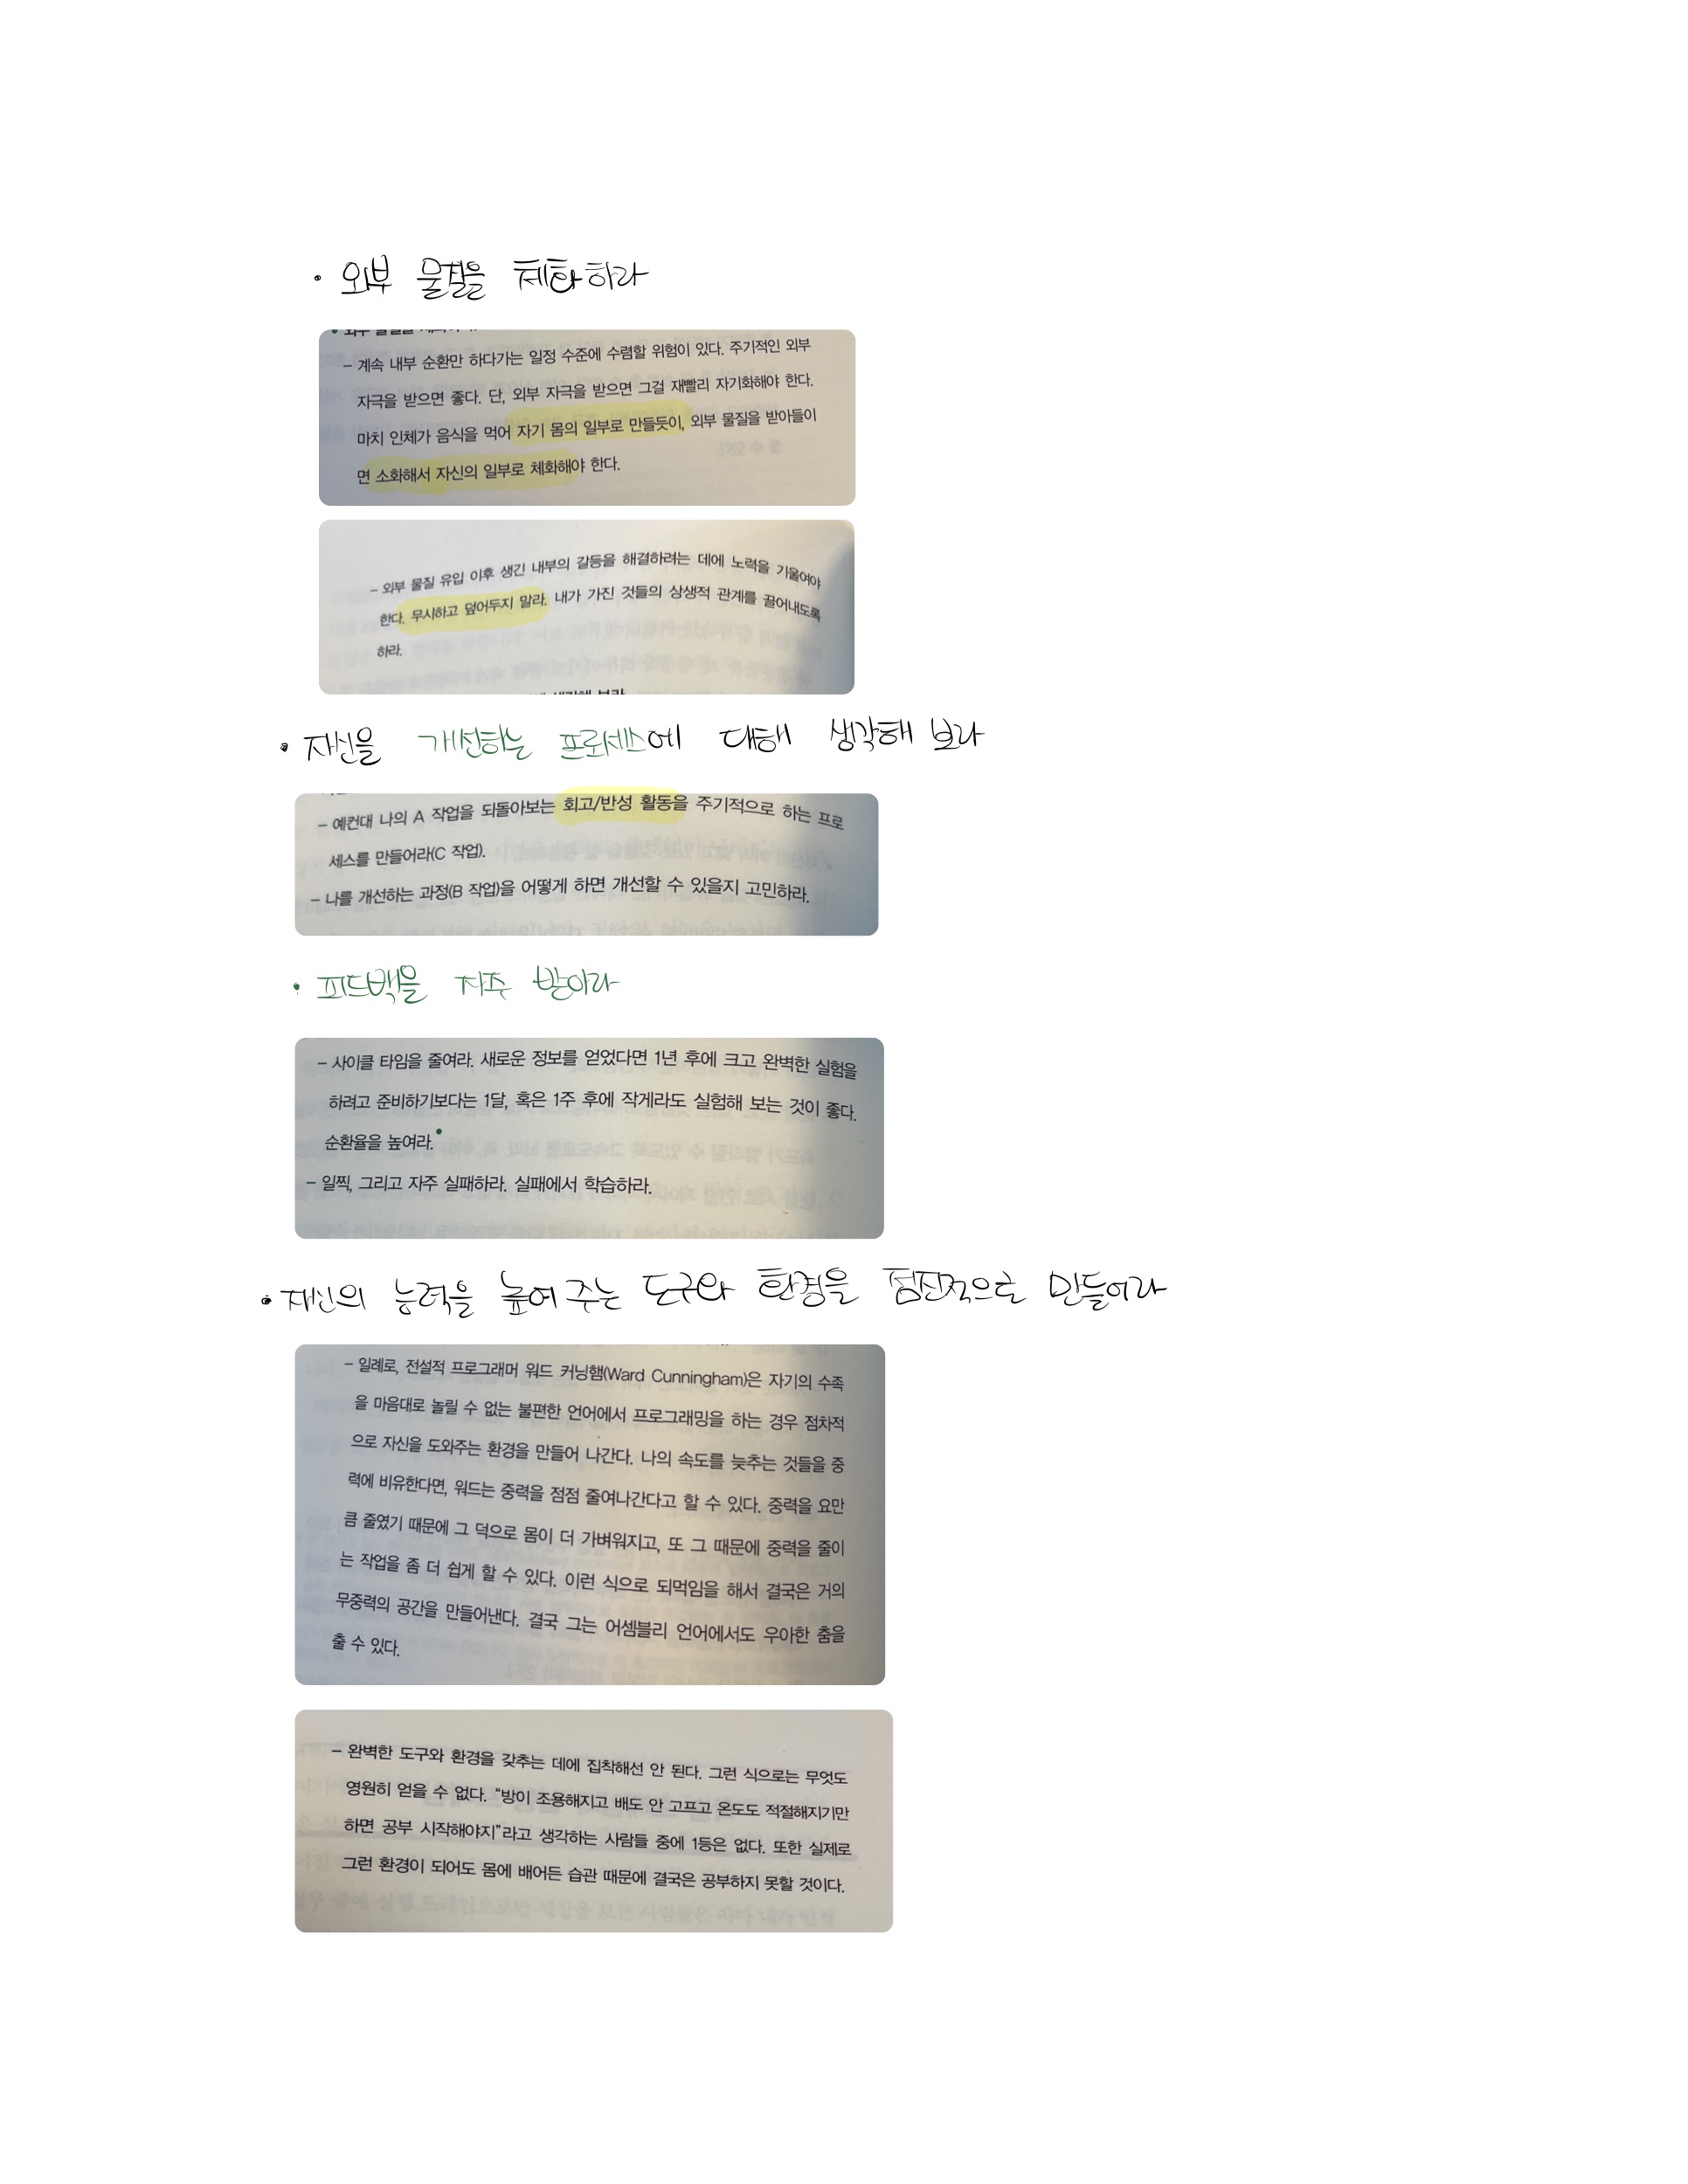 • 외부 물질을 체화하라
– 계속 내부 순환만 하다가는 일정 수준에 수렴할 위험이 있다. 주기적인 외부
자극을 받으면 좋다. 단, 외부 자극을 받으면 그걸 재빨리 자기화해야 한다.
마치 인체가 음식을 먹어 자기 몸의 일부로 만들듯이, 외부 물질을 받아들이
면 소화해서 자신의 일부로 체화해야 한다.
– 외부 물질 유입 이후 생긴 내부의 갈등을 해결하려는 데에 노력을 기울여야
한다. 무시하고 덮어두지 말라. 내가 가진 것들의 상생적 관계를 끌어내도록
하라.
• 자신을 개선하는 프로세스에 대해 생각해 보라
– 예컨대 나의 A 작업을 되돌아보는 회고/반성 활동을 주기적으로 하는 프로
세스를 만들어라(C 작업).
– 나를 개선하는 과정(B 작업)을 어떻게 하면 개선할 수 있을지 고민하라.
• 피드백을 자주 받아라
– 사이클 타임을 줄여라. 새로운 정보를 얻었다면 1년 후에 크고 완벽한 실험을
하려고 준비하기보다는 1달, 혹은 1주 후에 작게라도 실험해 보는 것이 좋다.
순환율을 높여라.
– 일찍, 그리고 자주 실패하라. 실패에서 학습하라.
• 자신의 능력을 높여 주는 도구와 환경을 점진적으로 만들어라
– 일례로, 전설적 프로그래머 워드 커닝햄(Ward Cunningham)은 자기의 수족
을 마음대로 놀릴 수 없는 불편한 언어에서 프로그래밍을 하는 경우 점차적
으로 자신을 도와주는 환경을 만들어 나간다. 나의 속도를 늦추는 것들을 중
력에 비유한다면, 워드는 중력을 점점 줄여나간다고 할 수 있다. 중력을 요만
큼 줄였기 때문에 그 덕으로 몸이 더 가벼워지고, 또 그 때문에 중력을 줄이
는 작업을 좀 더 쉽게 할 수 있다. 이런 식으로 되먹임을 해서 결국은 거의
무중력의 공간을 만들어낸다. 결국 그는 어셈블리 언어에서도 우아한 춤을
출 수 있다.
– 완벽한 도구와 환경을 갖추는 데에 집착해선 안 된다. 그런 식으로는 무엇도
영원히 얻을 수 없다. “방이 조용해지고 배도 안 고프고 온도도 적절해지기만
하면 공부 시작해야지”라고 생각하는 사람들 중에 1등은 없다. 또한 실제로
그런 환경이 되어도 몸에 배어든 습관 때문에 결국은 공부하지 못할 것이다.